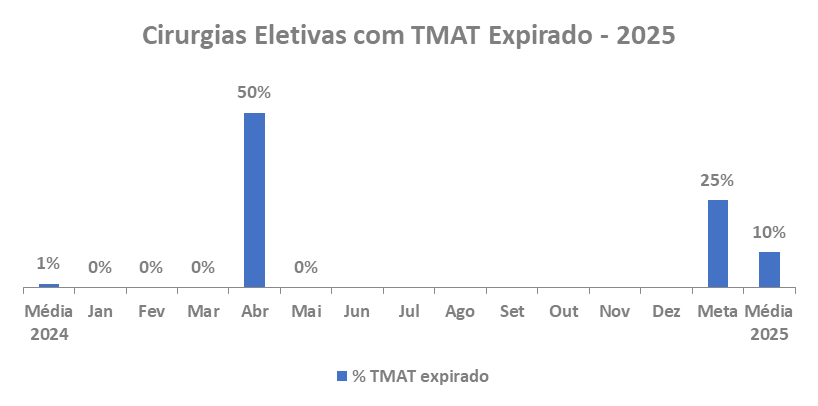 Cirurgias Eletivas com TMAT Expirado - 2025
1% 0% 0% 0% 50% 0% 25% 10%
Média 2024 Jan Fev Mar Abr Mai Jun Jul Ago Set Out Nov Dez Meta Média 2025
% TMAT expirado